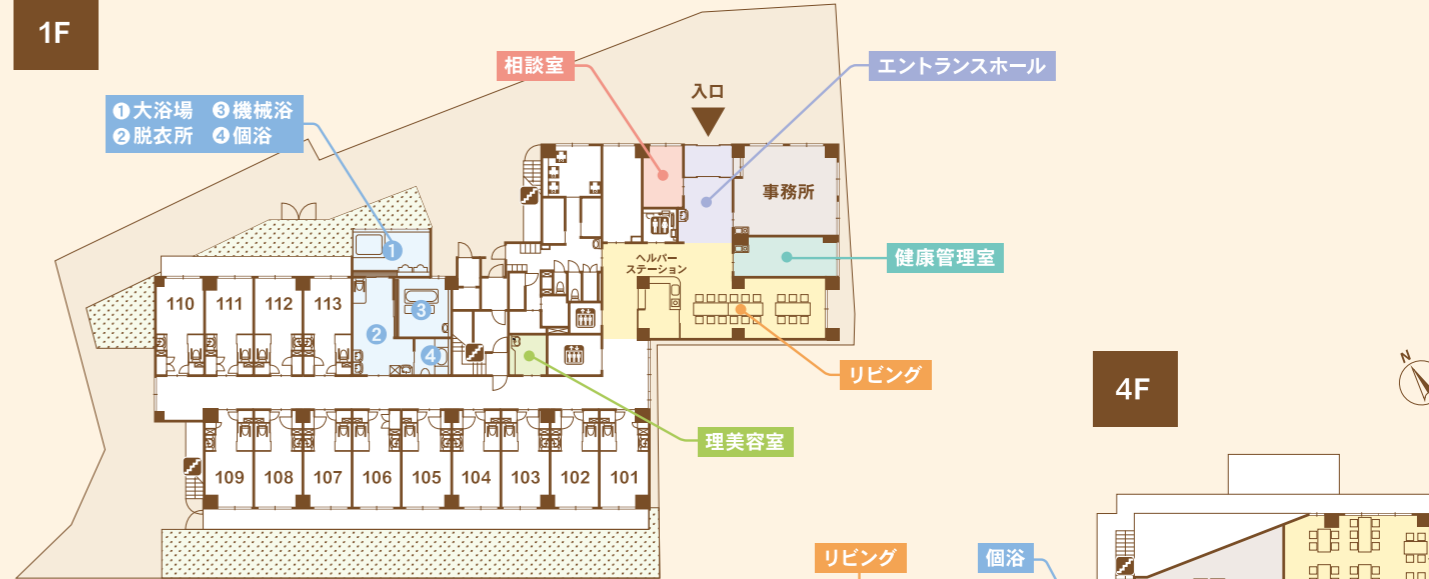 1F
相談室
エントランスホール
入口
❶大浴場 ❸機械浴
❷脱衣所 ❹個浴
事務所
健康管理室
ヘルパー
ステーション
❶
❸
❷
❹
110 111 112 113
リビング
理美容室
109 108 107 106 105 104 103 102 101
4F
N
リビング
個浴